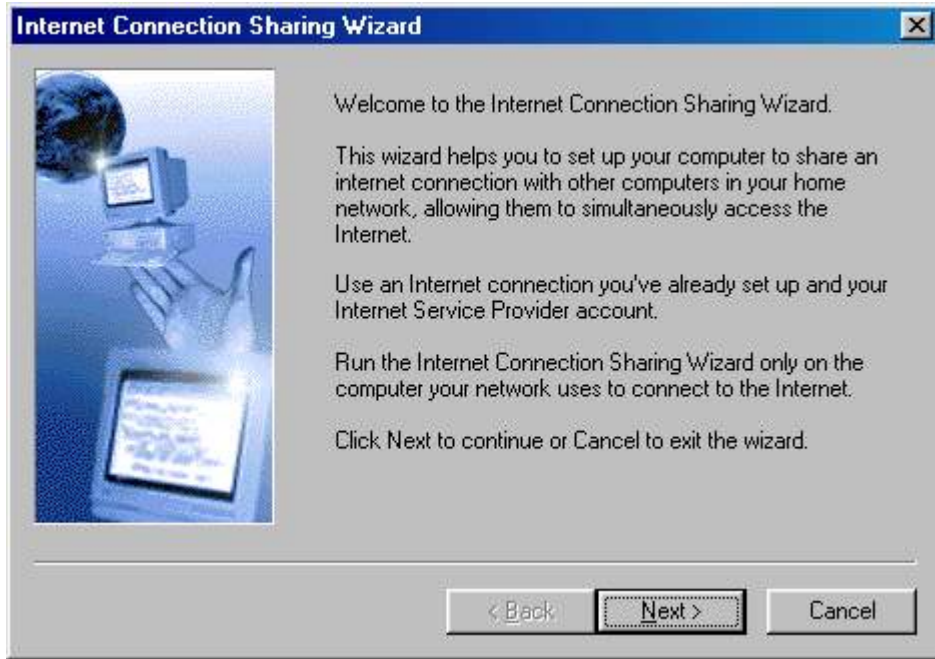 Internet Connection Sharing Wizard
Welcome to the Internet Connection Sharing Wizard.
This wizard helps you to set up your computer to share an
internet connection with other computers in your home
network, allowing them to simultaneously access the
Internet.
Use an Internet connection you've already set up and your
Internet Service Provider account.
Run the Internet Connection Sharing Wizard only on the
computer your network uses to connect to the Internet.
Click Next to continue or Cancel to exit the wizard.
< Back
Next >
Cancel